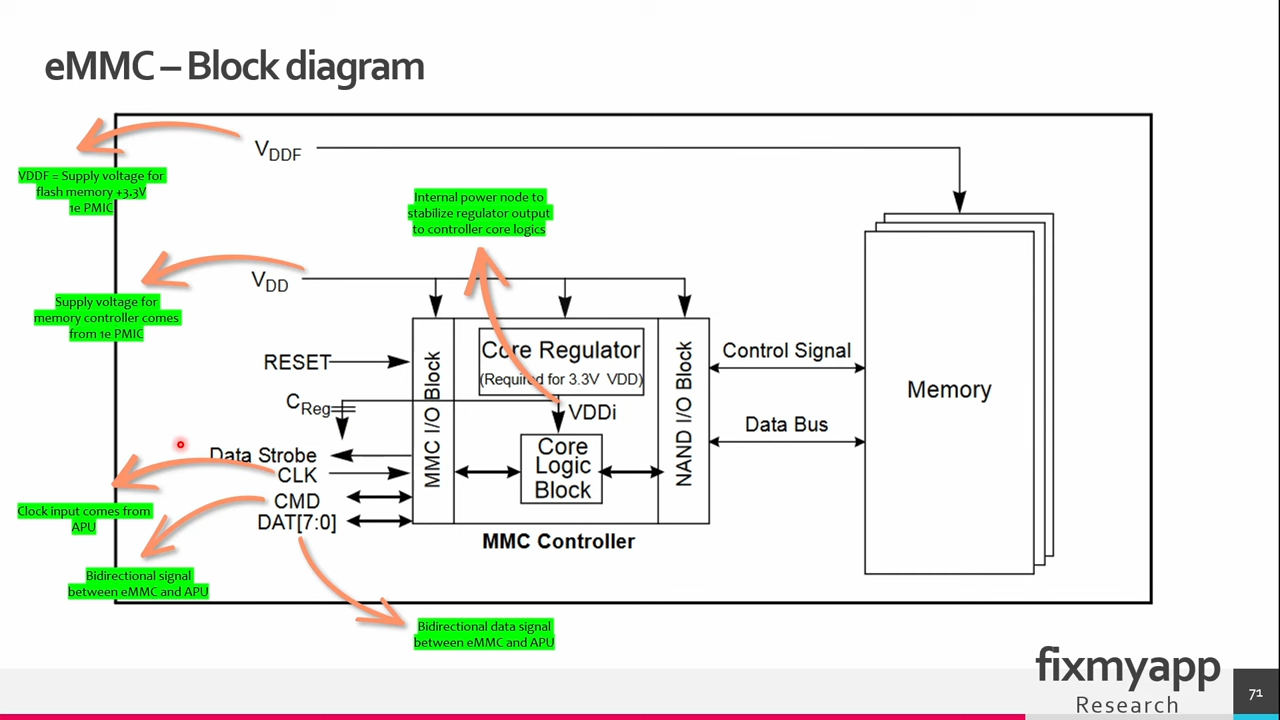 eMMC – Block diagram
VDDF
VDDF = Supply voltage for
flash memory +3.3V
1e PMIC
Internal power node to
stabilize regulator output
to controller core logics
VDD
Supply voltage for
memory controller comes
from 1e PMIC
RESET
CReg
Data Strobe
CLK
CMD
DAT[7:0]
MMC I/O Block
Core Regulator
(Required for 3.3V VDD)
VDDi
Core
Logic
Block
NAND I/O Block
MMC Controller
Control Signal
Data Bus
Memory
Clock input comes from
APU
Bidirectional signal
between eMMC and APU
Bidirectional data signal
between eMMC and APU
fixmyapp
Research
71